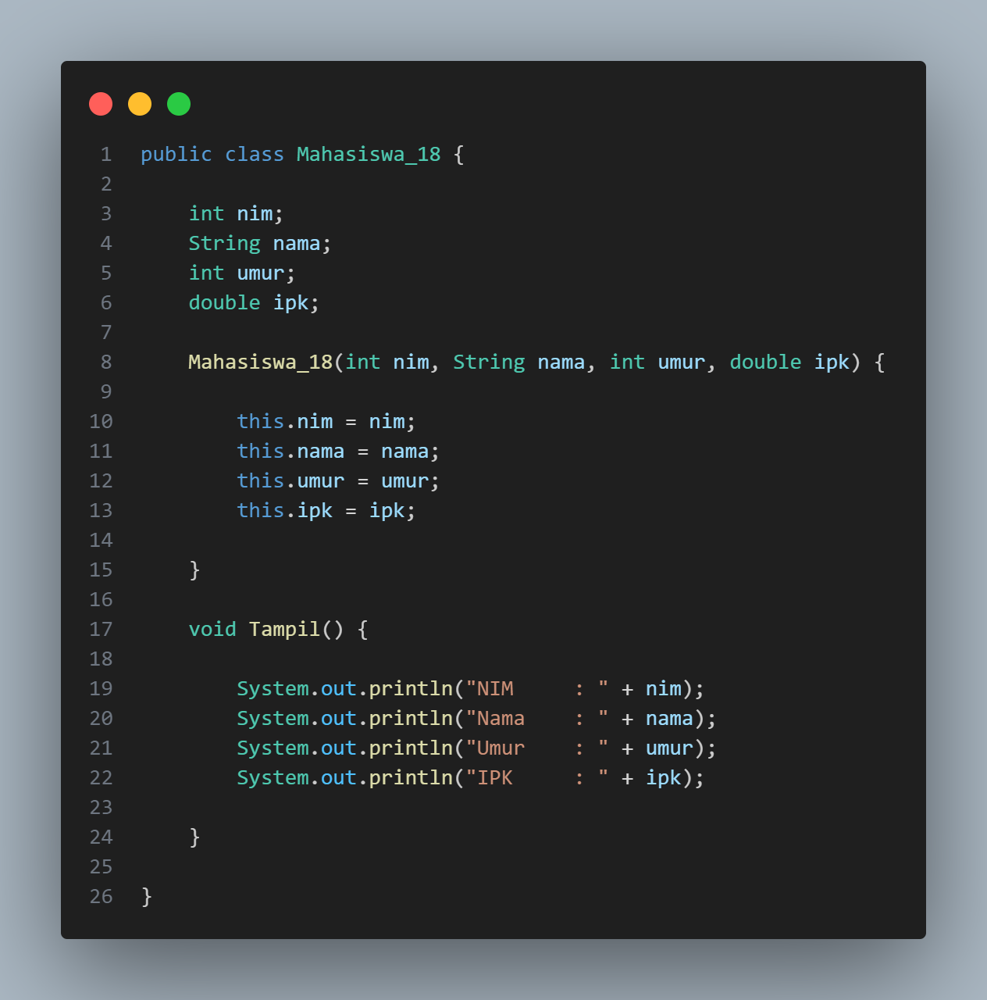 1 public class Mahasiswa_18 {
2
3     int nim;
4     String nama;
5     int umur;
6     double ipk;
7
8     Mahasiswa_18(int nim, String nama, int umur, double ipk) {
9
10         this.nim = nim;
11         this.nama = nama;
12         this.umur = umur;
13         this.ipk = ipk;
14
15     }
16
17     void Tampil() {
18
19         System.out.println("NIM     : " + nim);
20         System.out.println("Nama    : " + nama);
21         System.out.println("Umur    : " + umur);
22         System.out.println("IPK     : " + ipk);
23
24     }
25
26 }